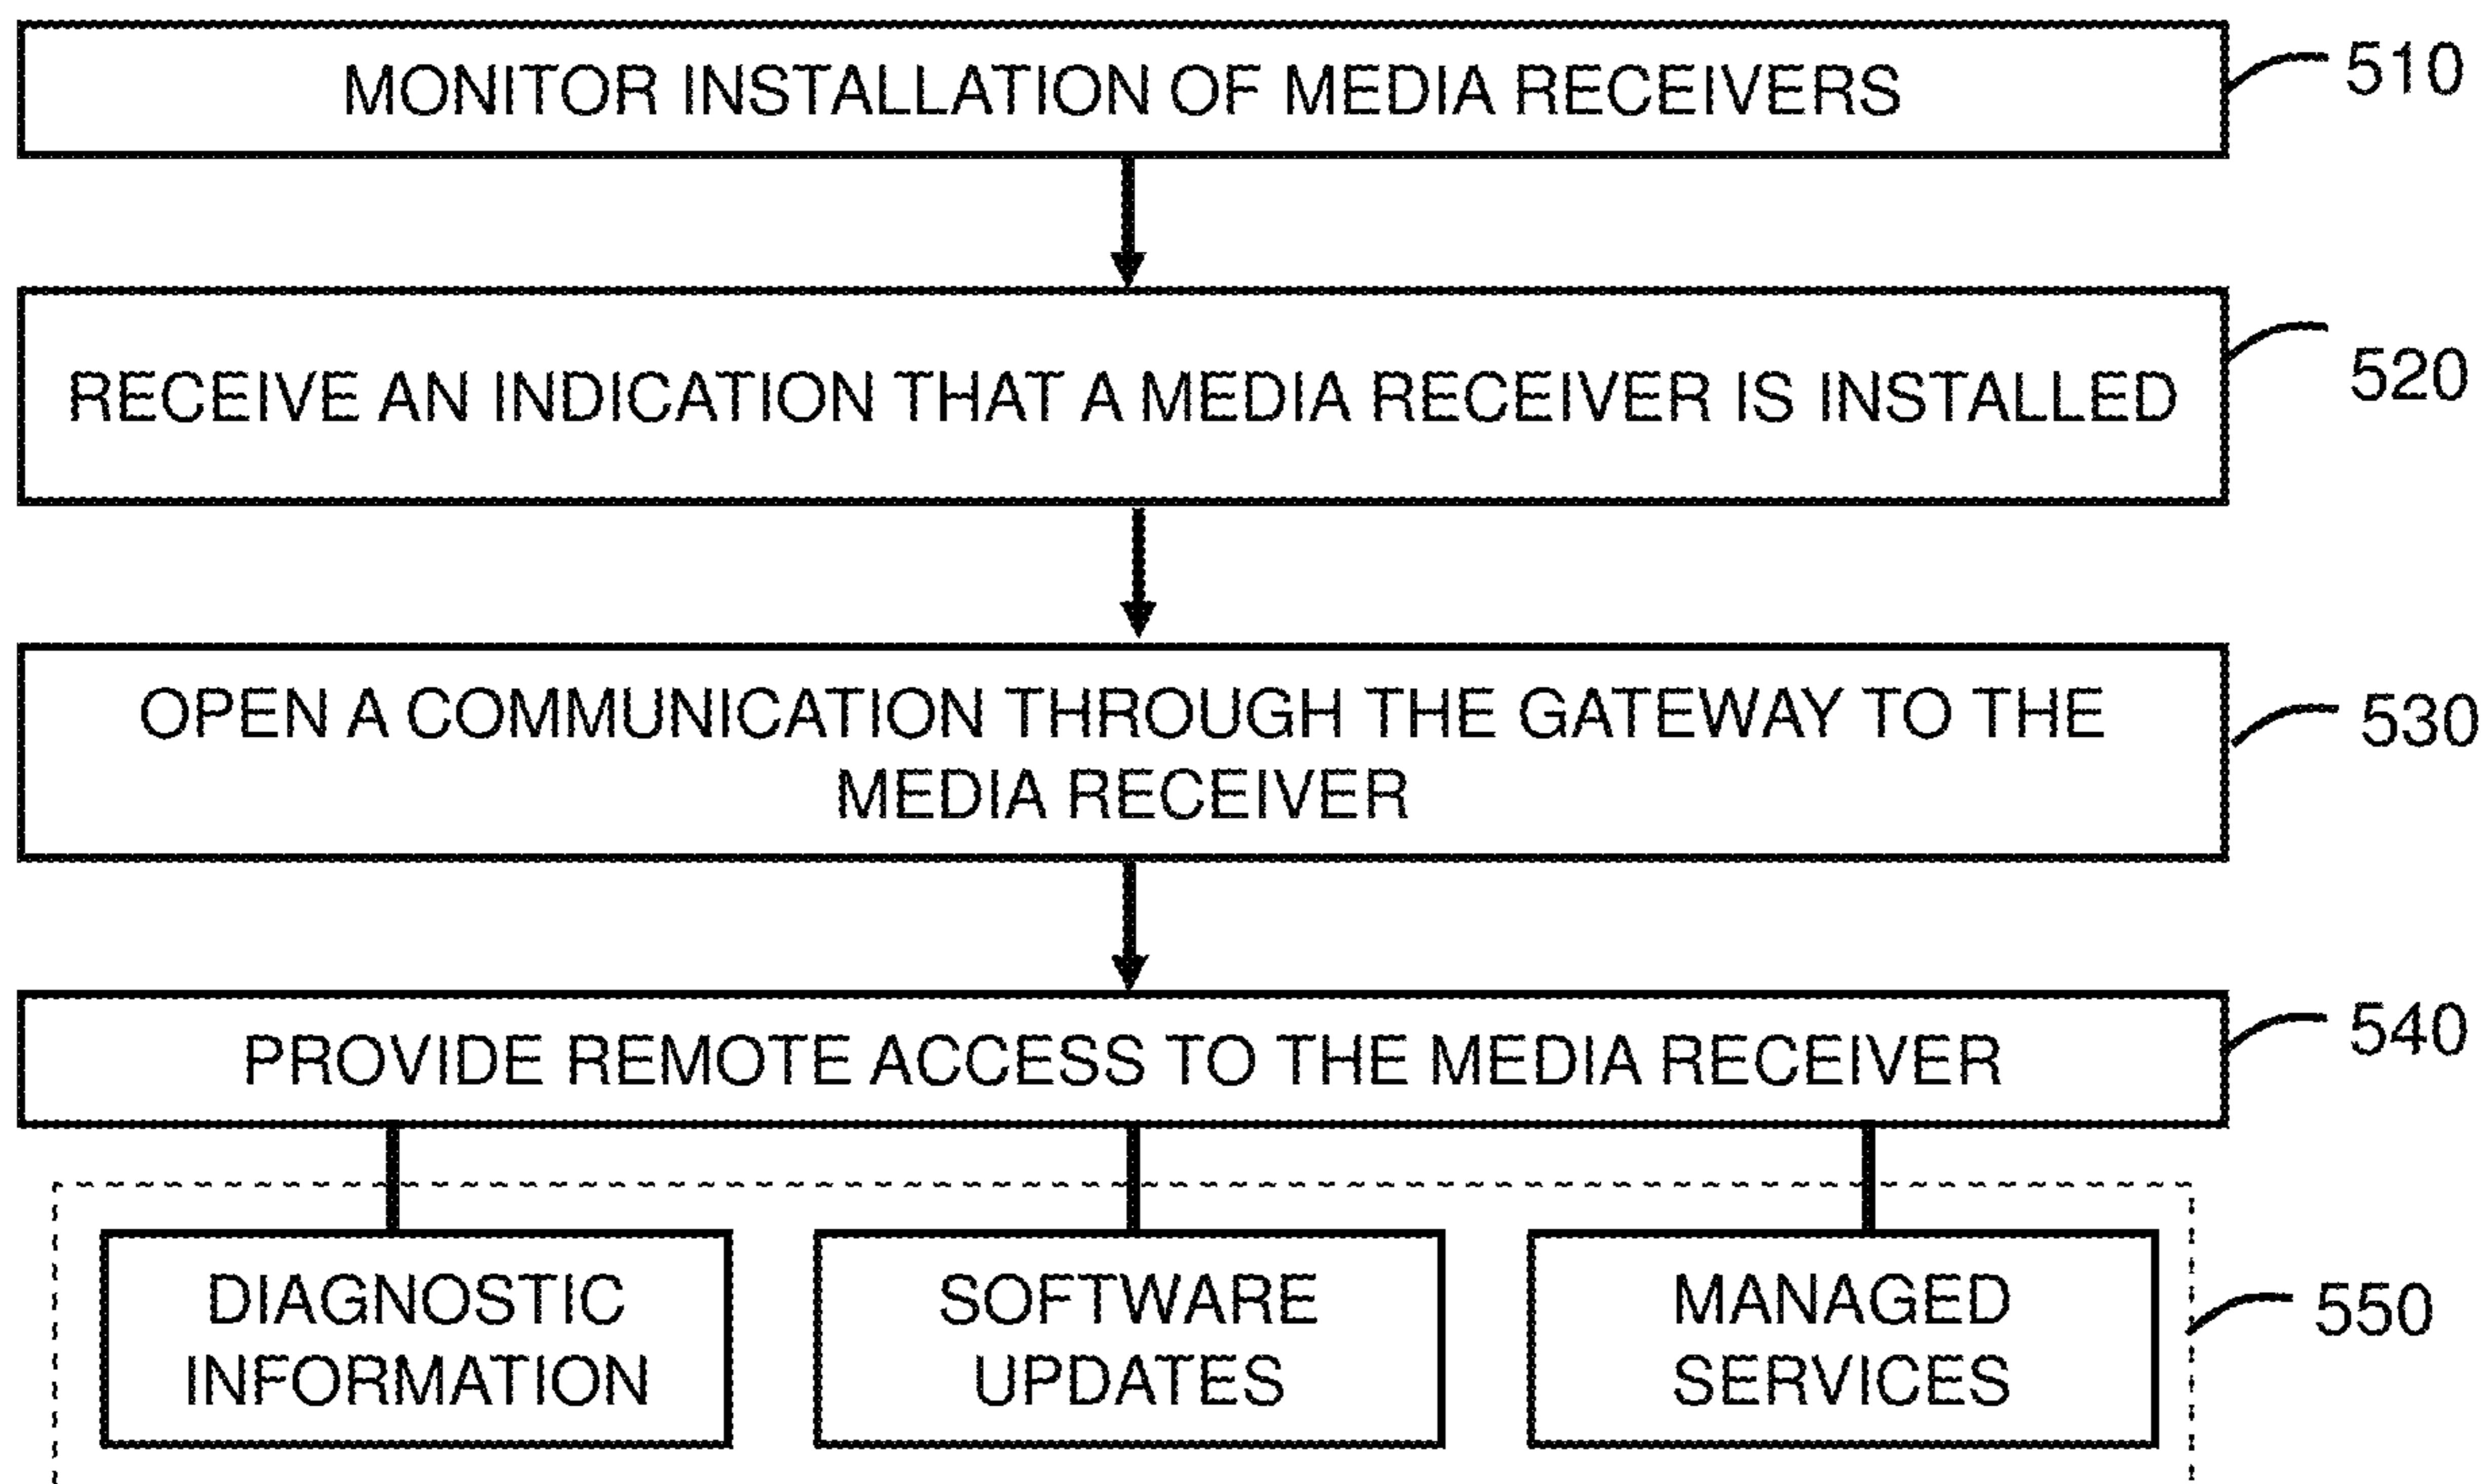 MONITOR INSTALLATION OF MEDIA RECEIVERS
510
RECEIVE AN INDICATION THAT A MEDIA RECEIVER IS INSTALLED
520
OPEN A COMMUNICATION THROUGH THE GATEWAY TO THE
MEDIA RECEIVER
530
PROVIDE REMOTE ACCESS TO THE MEDIA RECEIVER
540
DIAGNOSTIC
INFORMATION
SOFTWARE
UPDATES
MANAGED
SERVICES
550